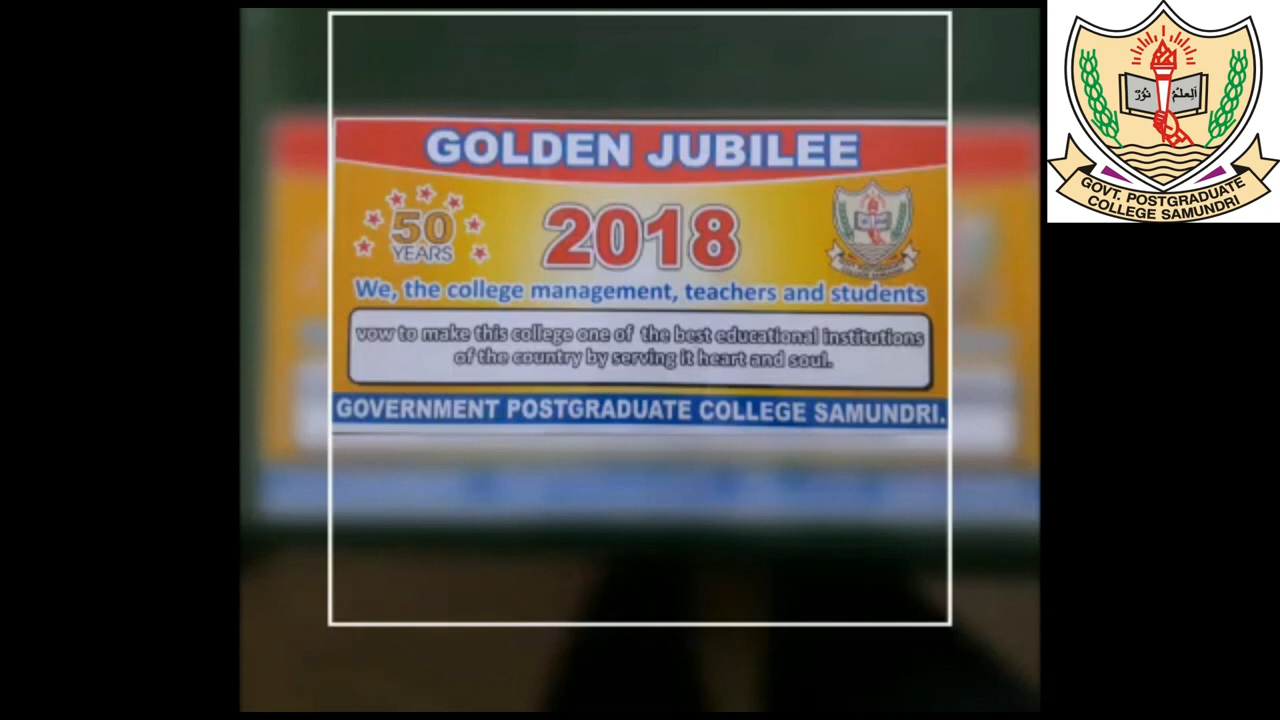 GOLDEN JUBILEE
50
YEARS
2018
We, the college management, teachers and students
vow to make this college one of the best educational institutions
of the country by serving it heart and soul.
GOVERNMENT POSTGRADUATE COLLEGE SAMUNDRI.
اَلعلمُ نُورٌ
GOVT. POSTGRADUATE
COLLEGE SAMUNDRI